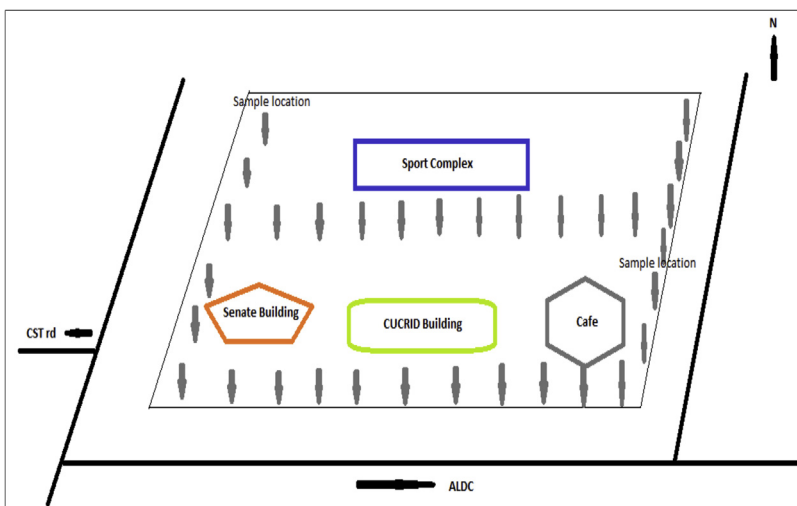 N
Sample location
Sport Complex
Sample location
Senate Building
CUCRID Building
Cafe
CST rd
ALDC